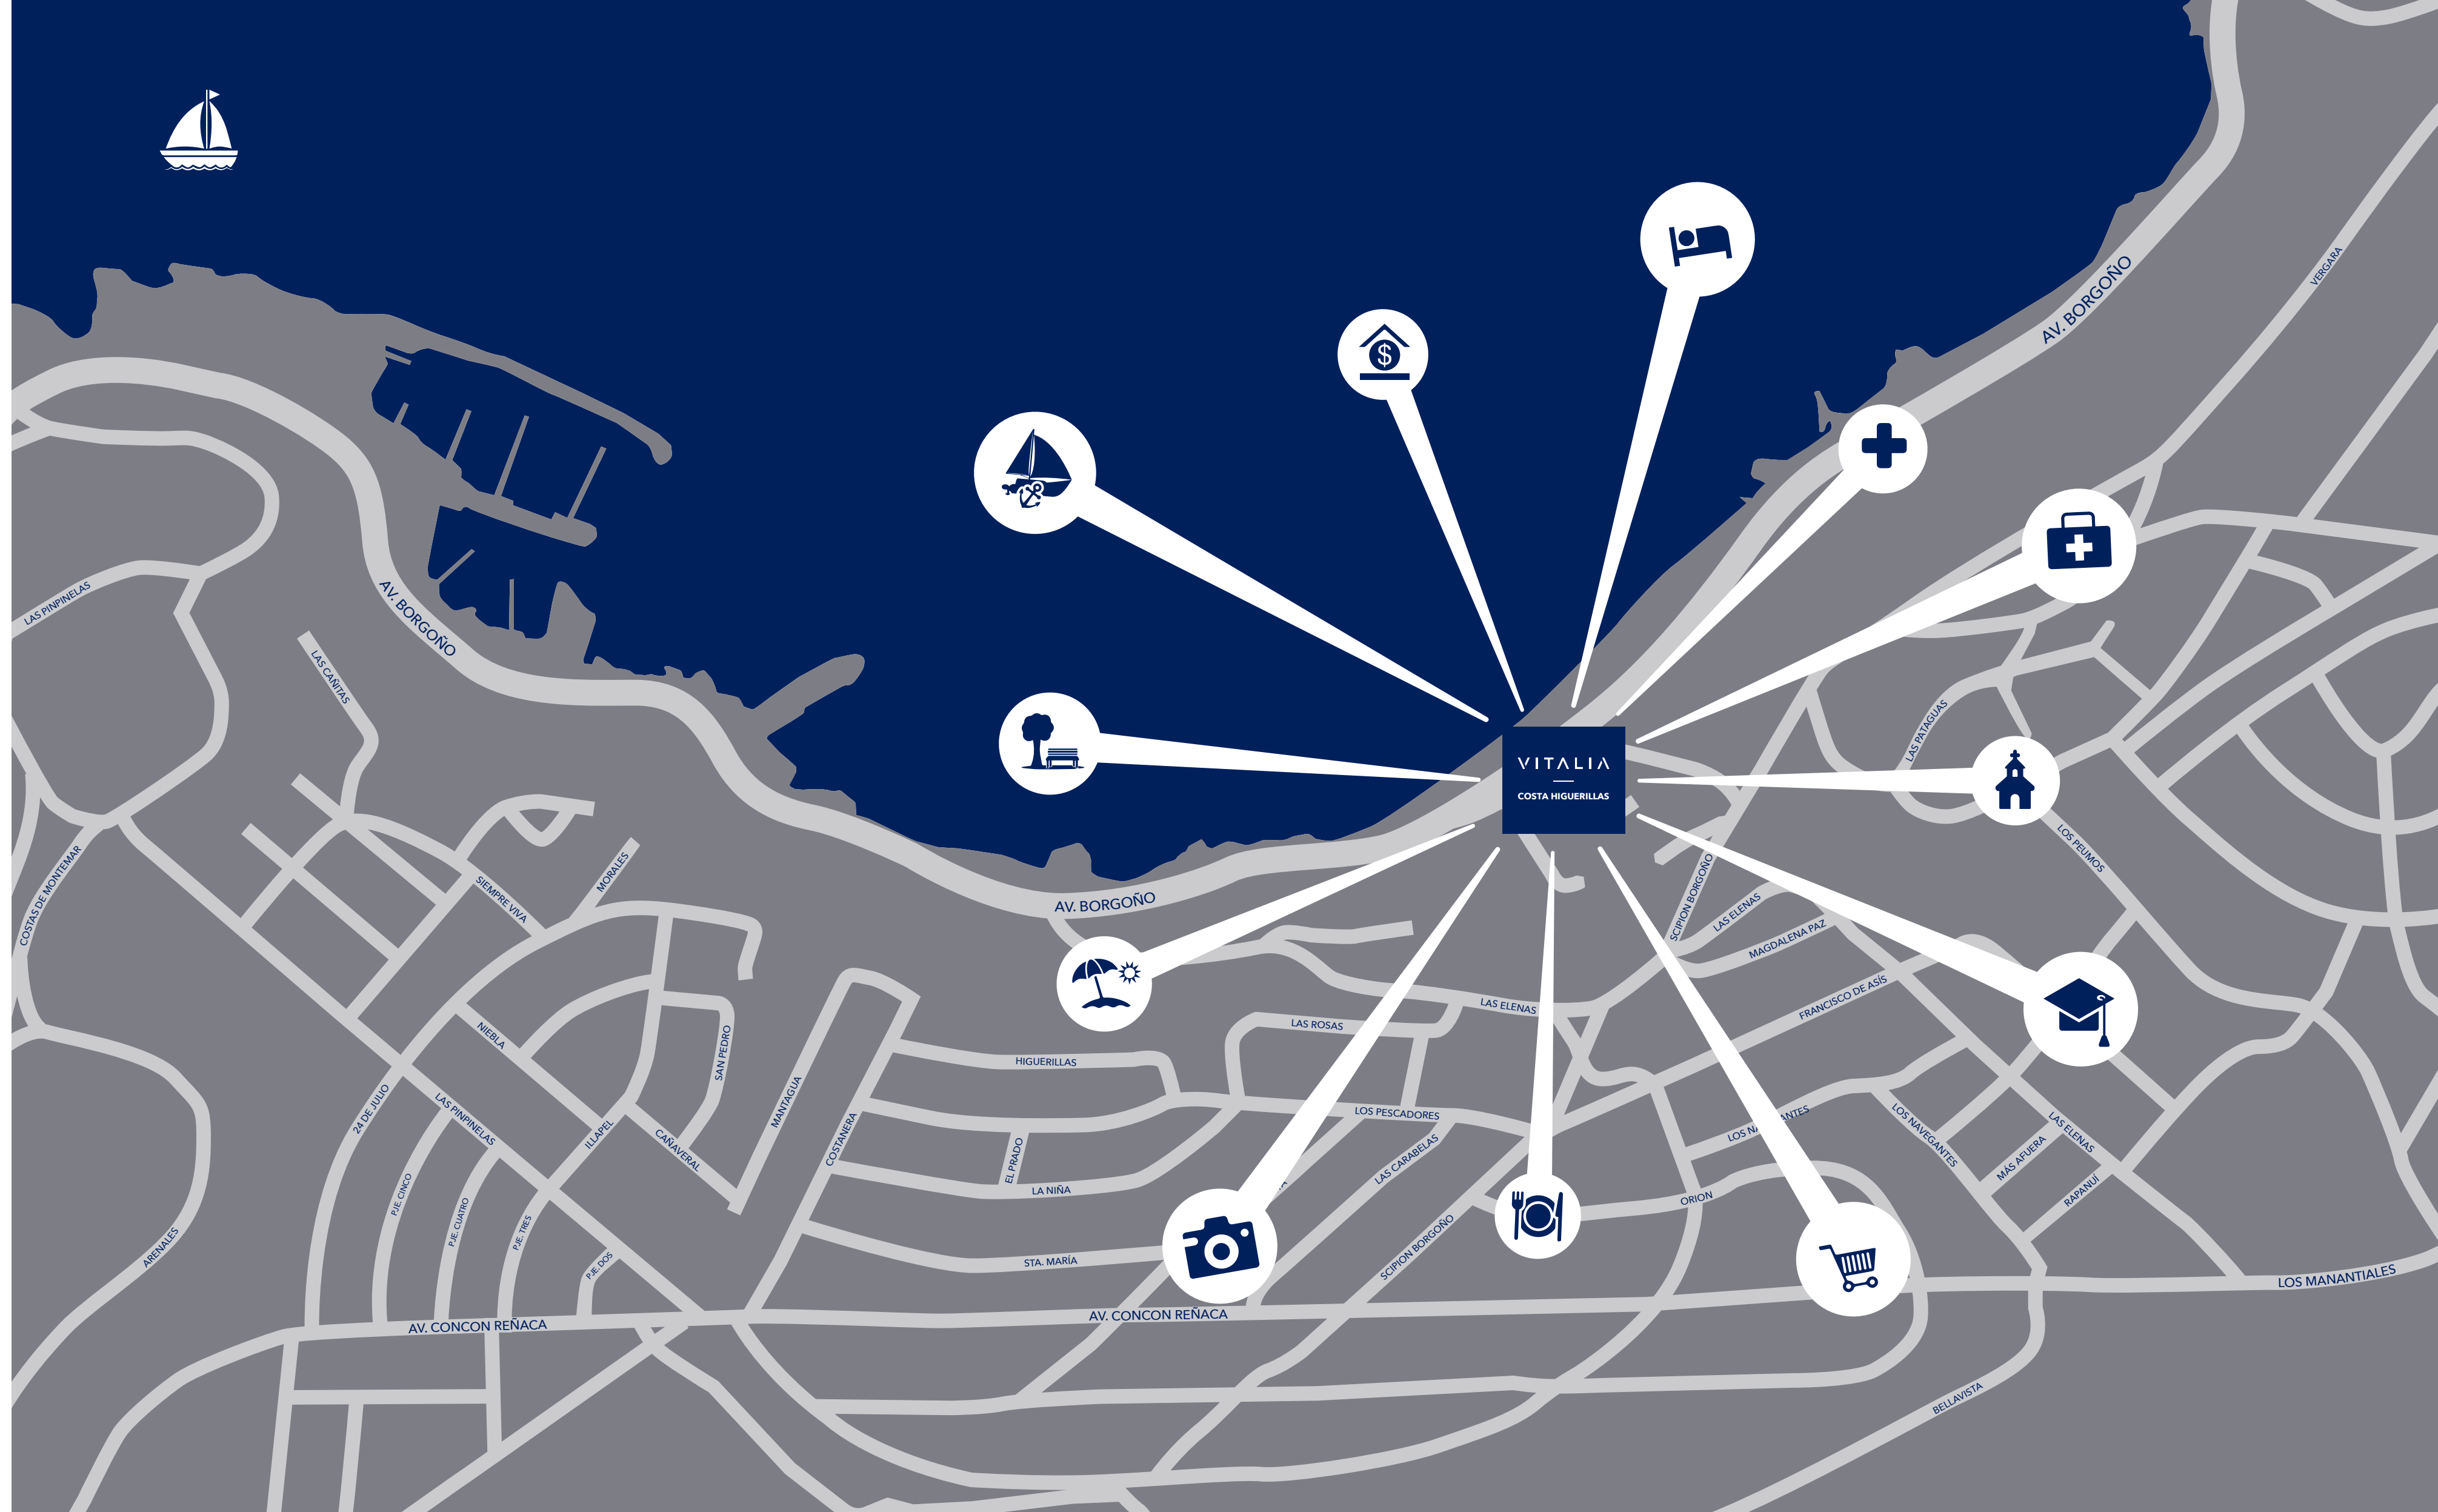 VERGARA
AV. BORGOÑO
LAS PINPINELAS
AV. BORGOÑO
LAS CAÑITAS
LAS PATAGUAS
VITALIA
COSTA HIGUERILLAS
LOS PEUMOS
COSTAS DE MONTEMAR
SIEMPRE VIVA
MORALES
AV. BORGOÑO
SCIPION BORGOÑO
LAS ELENAS
MAGDALENA PAZ
FRANCISCO DE ASÍS
LAS ELENAS
LAS ROSAS
NIEBLA
SAN PEDRO
HIGUERILLAS
MANTAGUA
24 DE JULIO
LAS PINPINELAS
ILLAPEL
CAÑAVERAL
COSTANERA
LOS PESCADORES
EL PRADO
LAS CARABELAS
LA NIÑA
LOS NAVEGANTES
LAS ELENAS
MÁS AFUERA
RAPANUÍ
ORION
PJE. CINCO
PJE. CUATRO
PJE. TRES
PJE. DOS
ARENALES
STA. MARÍA
SCIPION BORGOÑO
LOS MANANTIALES
AV. CONCON REÑACA
AV. CONCON REÑACA
BELLAVISTA